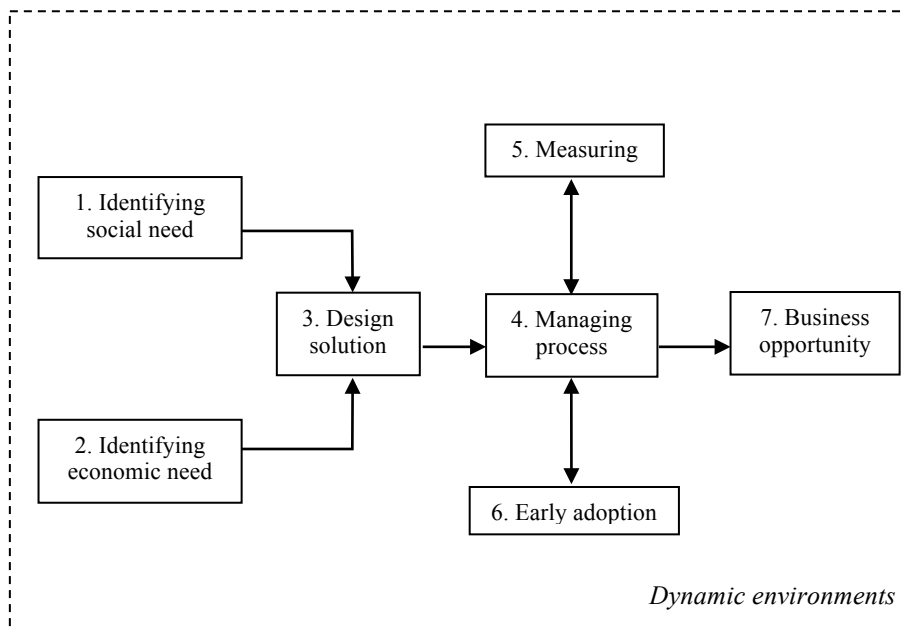 1. Identifying
social need
2. Identifying
economic need
3. Design
solution
4. Managing
process
5. Measuring
6. Early adoption
7. Business
opportunity
Dynamic environments